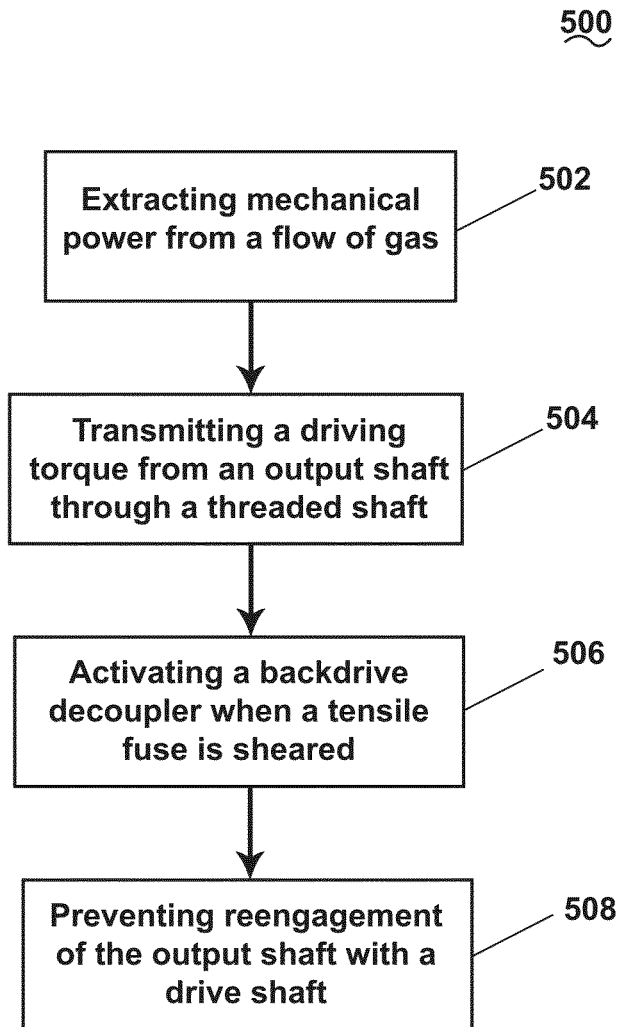 500
Extracting mechanical
power from a flow of gas
502
Transmitting a driving
torque from an output shaft
through a threaded shaft
504
Activating a backdrive
decoupler when a tensile
fuse is sheared
506
Preventing reengagement
of the output shaft with a
drive shaft
508